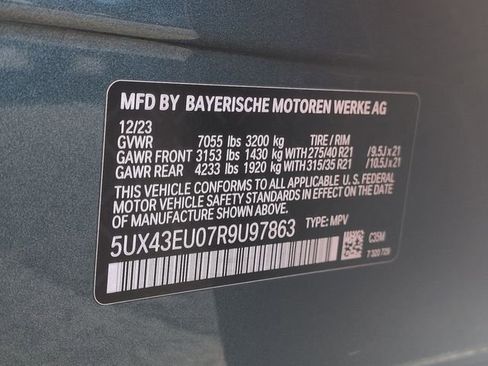 MFD BY BAYERISCHE MOTOREN WERKE AG
12/23
GVWR 7055 lbs 3200 kg TIRE / RIM
GAWR FRONT 3153 lbs 1430 kg WITH 275/40 R21 /9.5J x 21
GAWR REAR 4233 lbs 1920 kg WITH 315/35 R21 /10.5J x 21
THIS VEHICLE CONFORMS TO ALL APPLICABLE U. S. FEDERAL
MOTOR VEHICLE SAFETY STANDARDS IN EFFECT ON THE
DATE OF MANUFACTURE SHOWN ABOVE.
5UX43EU07R9U97863 TYPE: MPV
C35M
7 320 729